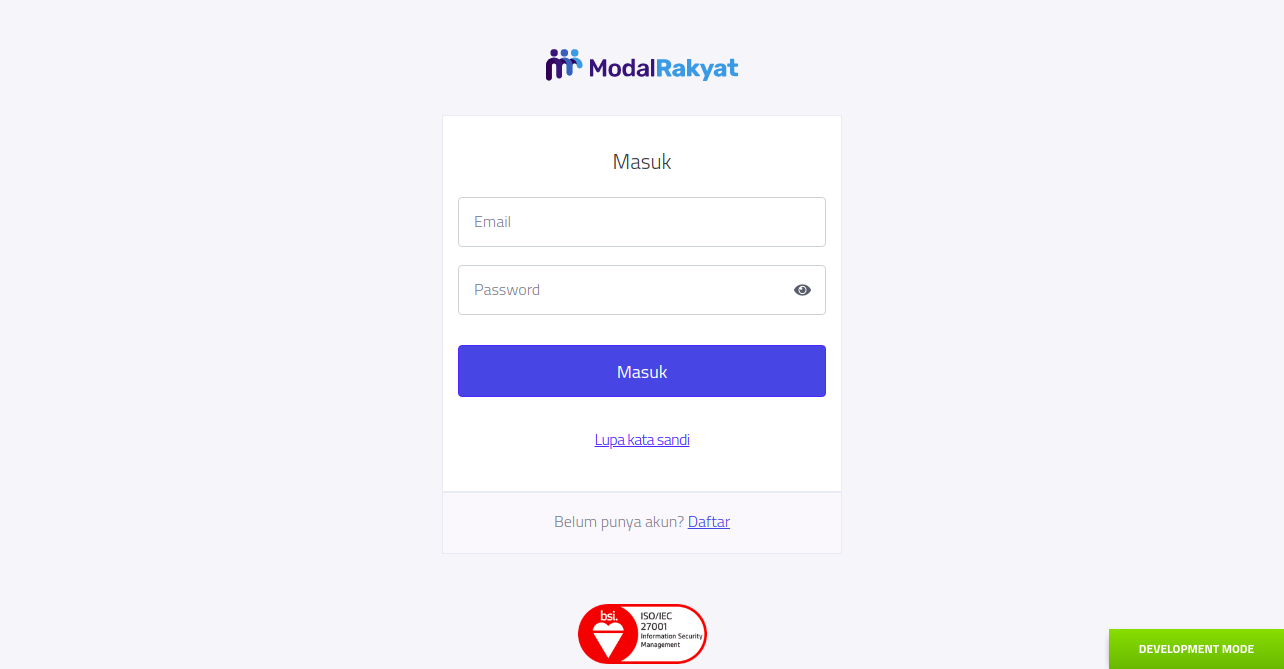 ModalRakyat
Masuk
Email
Password
Masuk
Lupa kata sandi
Belum punya akun? Daftar
bsi.
ISO/IEC
27001
Information Security
Management
DEVELOPMENT MODE